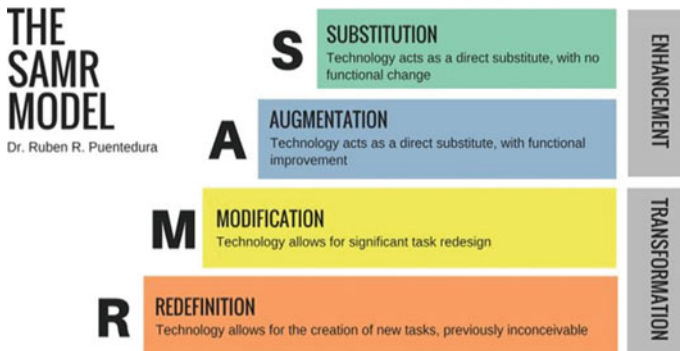 THE
SAMR
MODEL
Dr. Ruben R. Puentedura
S
SUBSTITUTION
Technology acts as a direct substitute, with no
functional change
A
AUGMENTATION
Technology acts as a direct substitute, with functional
improvement
ENHANCEMENT
M
MODIFICATION
Technology allows for significant task redesign
R
REDEFINITION
Technology allows for the creation of new tasks, previously inconceivable
TRANSFORMATION